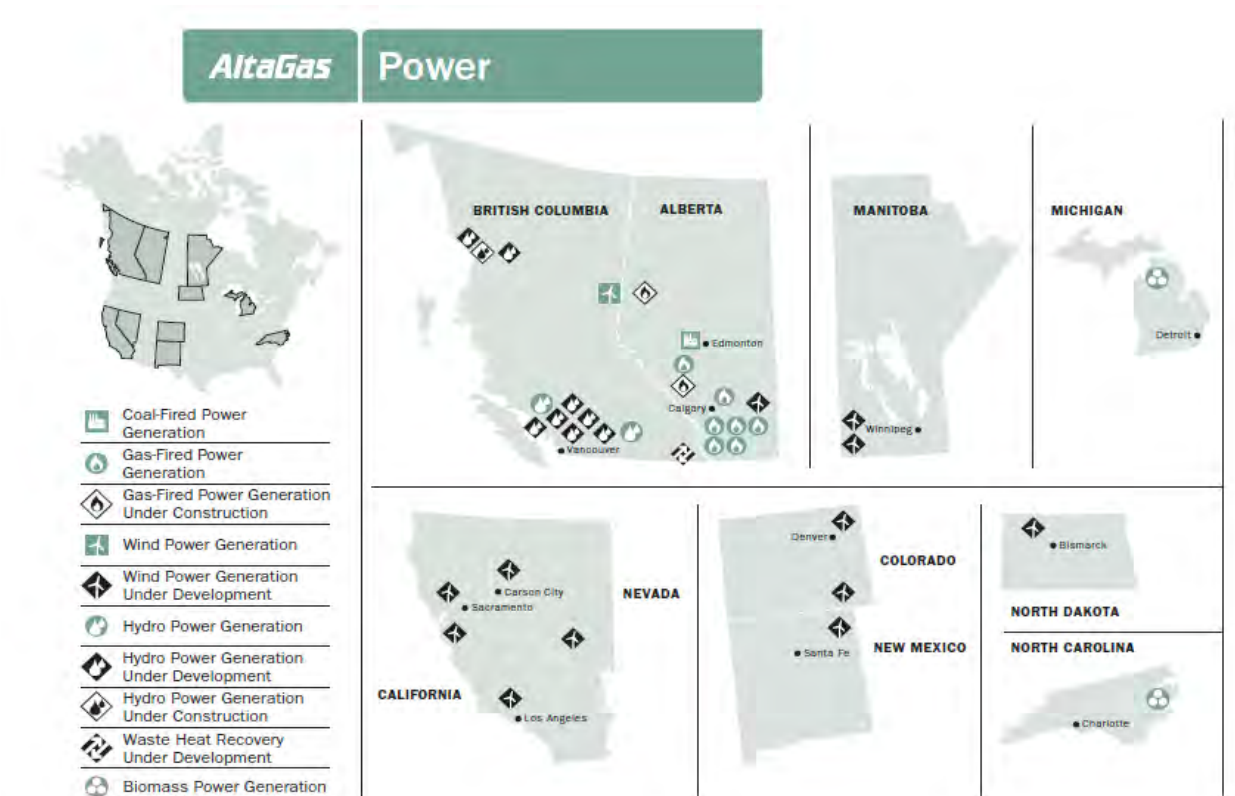 AltaGas
Power
BRITISH COLUMBIA
ALBERTA
MANITOBA
MICHIGAN
Edmonton
Detroit
Calgary
Winnipeg
Vancouver
Coal-Fired Power
Generation
Gas-Fired Power
Generation
Gas-Fired Power Generation
Under Construction
Wind Power Generation
Wind Power Generation
Under Development
Hydro Power Generation
Hydro Power Generation
Under Development
Hydro Power Generation
Under Construction
Waste Heat Recovery
Under Development
Biomass Power Generation
Carson City
Sacramento
NEVADA
CALIFORNIA
Los Angeles
Denver
COLORADO
Santa Fe
NEW MEXICO
Bismarck
NORTH DAKOTA
NORTH CAROLINA
Charlotte